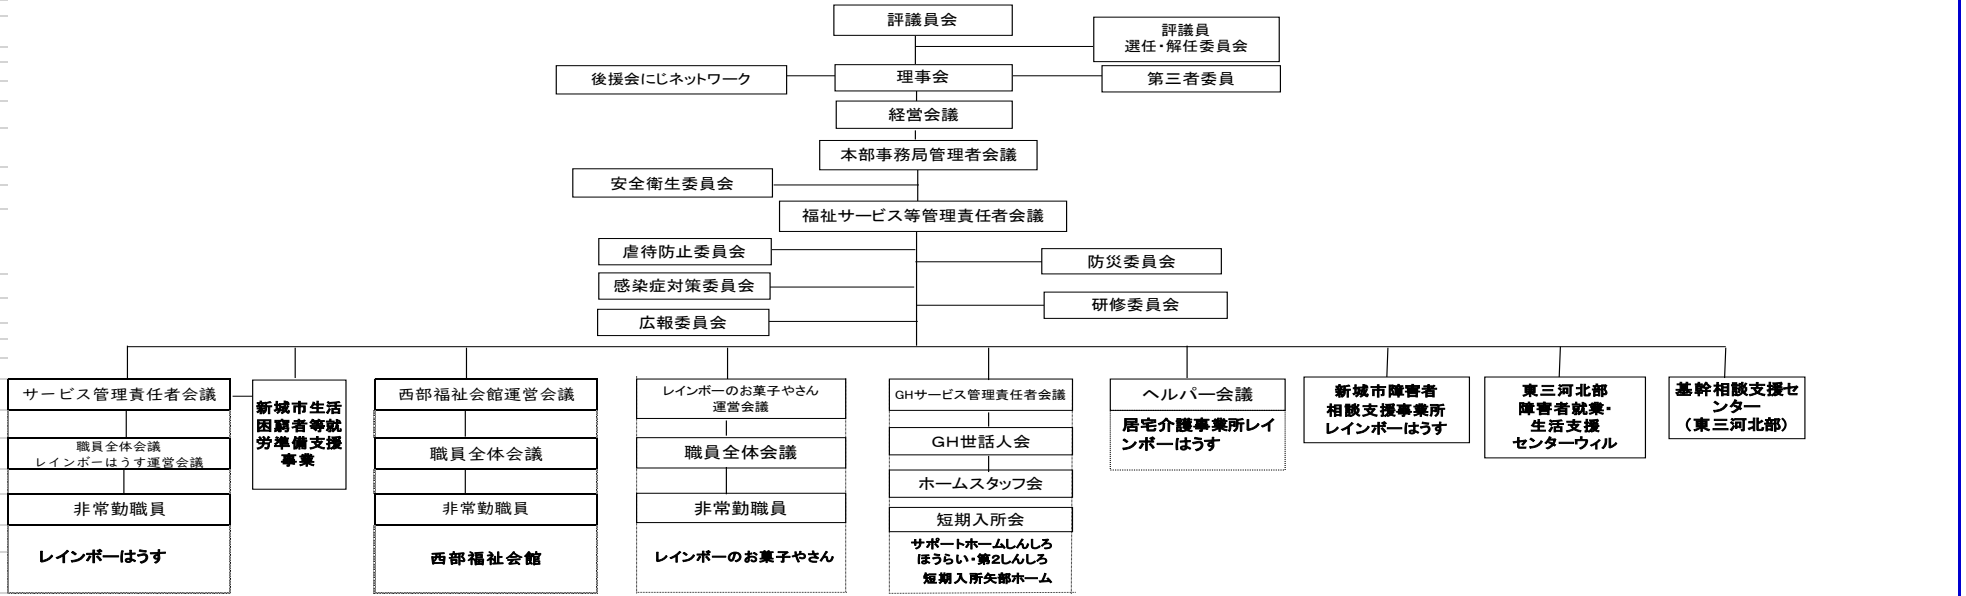 評議員会
評議員
選任・解任委員会
後援会にじネットワーク
理事会
第三者委員
経営会議
本部事務局管理者会議
安全衛生委員会
福祉サービス等管理責任者会議
虐待防止委員会
防災委員会
感染症対策委員会
研修委員会
広報委員会
サービス管理責任者会議
職員全体会議
レインボーはうす運営会議
非常勤職員
レインボーはうす
新城市生活
困窮者等就
労準備支援
事業
西部福祉会館運営会議
職員全体会議
非常勤職員
西部福祉会館
レインボーのお菓子やさん
運営会議
職員全体会議
非常勤職員
レインボーのお菓子やさん
GHサービス管理責任者会議
GH世話人会
ホームスタッフ会
短期入所会
サポートホームしんしろ
ほうらい・第2しんしろ
短期入所矢部ホーム
ヘルパー会議
居宅介護事業所レイ
ンボーはうす
新城市障害者
相談支援事業所
レインボーはうす
東三河北部
障害者就業・
生活支援
センターウィル
基幹相談支援セ
ンター
（東三河北部）